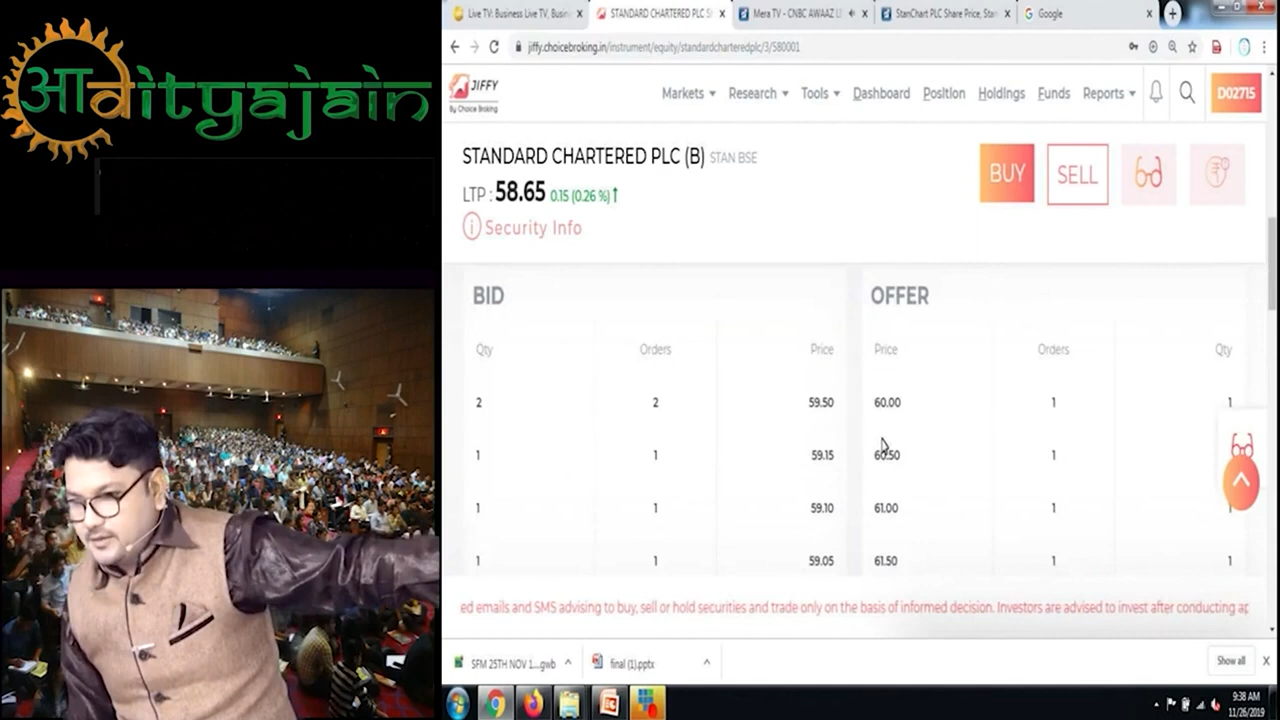 आdityajain
Live TV: Business Live TV, Busin
STANDARD CHARTERED PLC S
Mera TV - CNBC AWAAZ L
StanChart PLC Share Price, Stan
Google
jiffy.choicebroking.in/instrument/equity/standardcharteredplc/3/580001
JIFFY
By Choice Broking
Markets Research Tools Dashboard Position Holdings Funds Reports D02715
STANDARD CHARTERED PLC (B) STAN BSE
LTP : 58.65 0.15 (0.26 %)
BUY SELL
Security Info
BID OFFER
Qty Orders Price Price Orders Qty
2 2 59.50 60.00 1 1
1 1 59.15 60.50 1
1 1 59.10 61.00 1 1
1 1 59.05 61.50 1 1
ed emails and SMS advising to buy, sell or hold securities and trade only on the basis of informed decision. Investors are advised to invest after conducting ap
SFM 25TH NOV 1....gwb
final (1).pptx
Show all
9:38 AM
11/26/2019